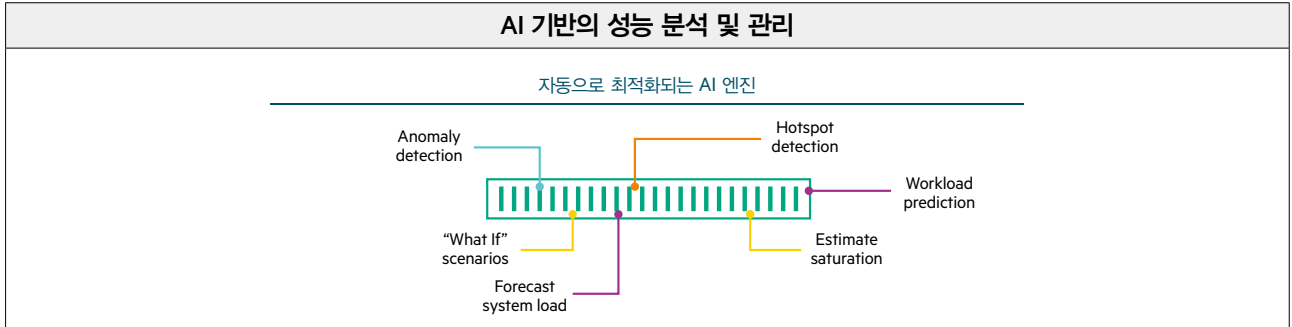 AI 기반의 성능 분석 및 관리
자동으로 최적화되는 AI 엔진
Anomaly
detection
Hotspot
detection
Workload
prediction
“What If”
scenarios
Estimate
saturation
Forecast
system load